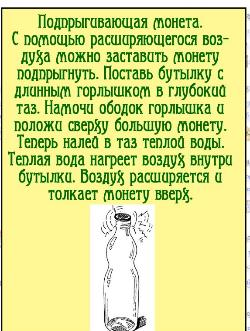 Подпрыгивающая монета.
С помощью расширяющегося воз-
духа можно заставить монету
подпрыгнуть. Поставь бутылку с
длинным горлышком в глубокий
таз. Намочи ободок горлышка и
положи сверху большую монету.
Теперь налей в таз теплой воды.
Теплая вода нагреет воздух внутри
бутылки. Воздух расширяется и
толкает монету вверх.